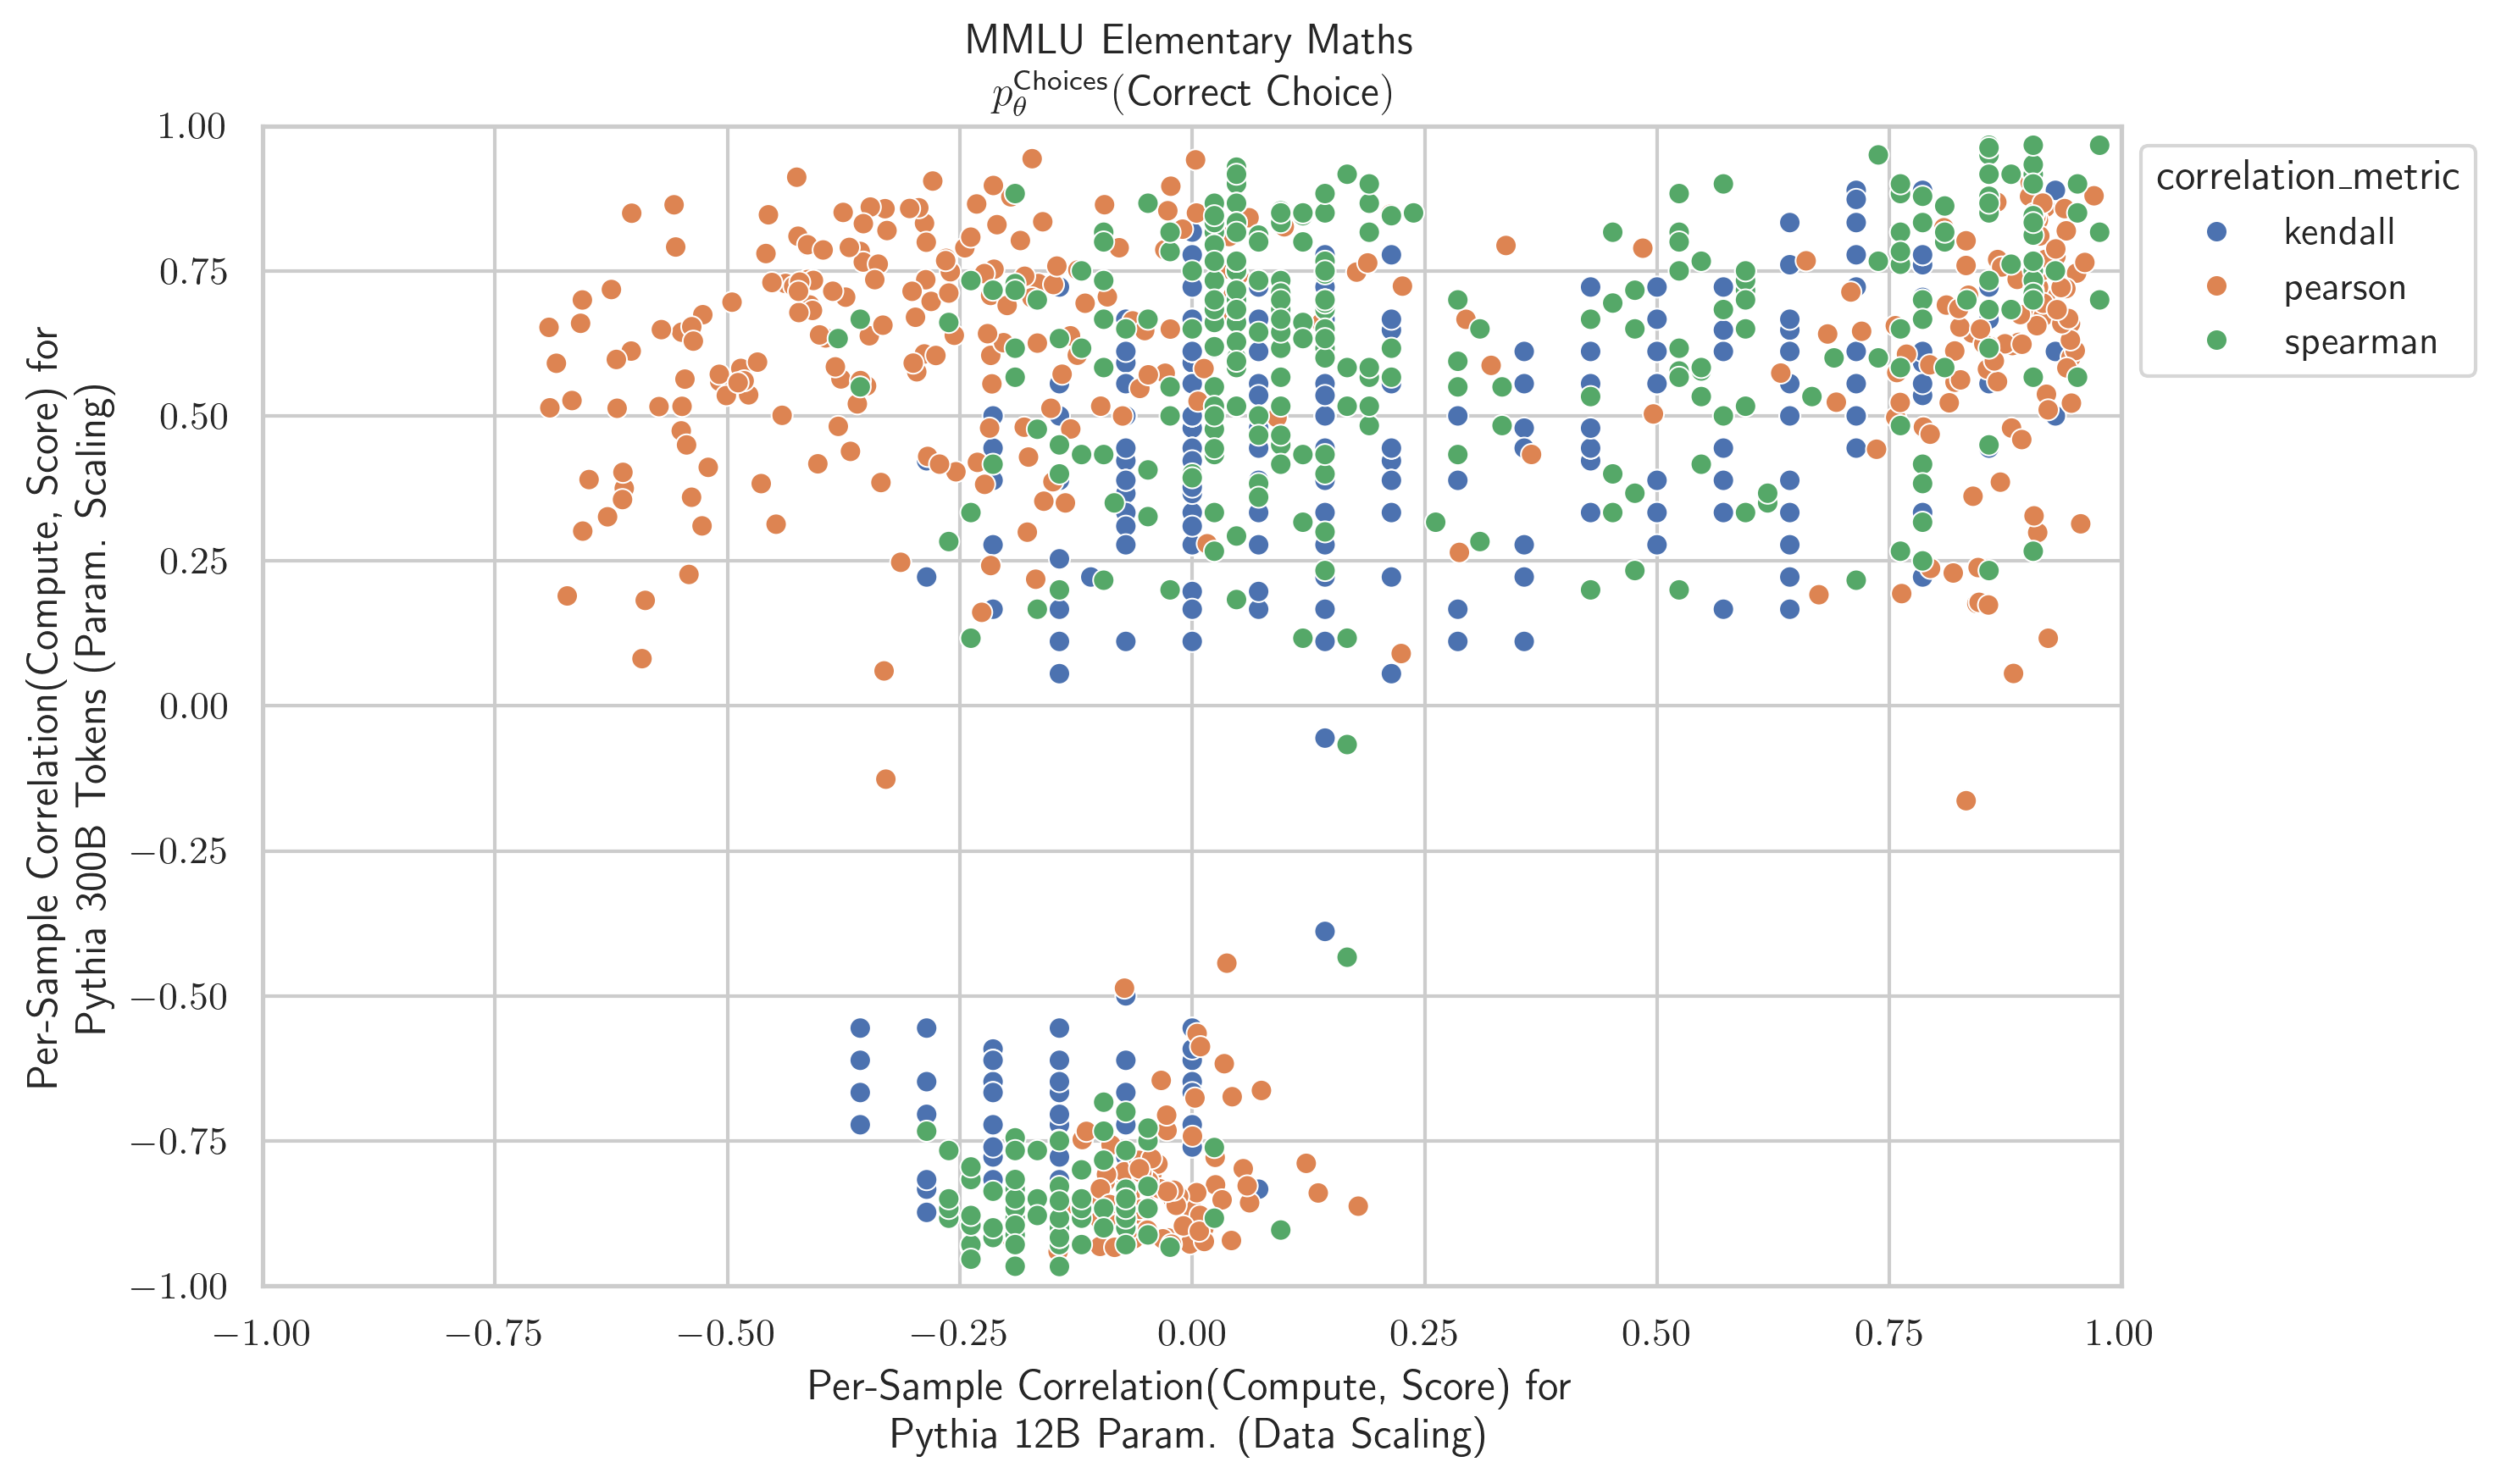 MMLU Elementary Maths
p_θ^Choices(Correct Choice)
1.00
0.75
0.50
0.25
0.00
−0.25
−0.50
−0.75
−1.00
Per-Sample Correlation(Compute, Score) for
Pythia 300B Tokens (Param. Scaling)
−1.00
−0.75
−0.50
−0.25
0.00
0.25
0.50
0.75
1.00
Per-Sample Correlation(Compute, Score) for
Pythia 12B Param. (Data Scaling)
correlation_metric
kendall
pearson
spearman